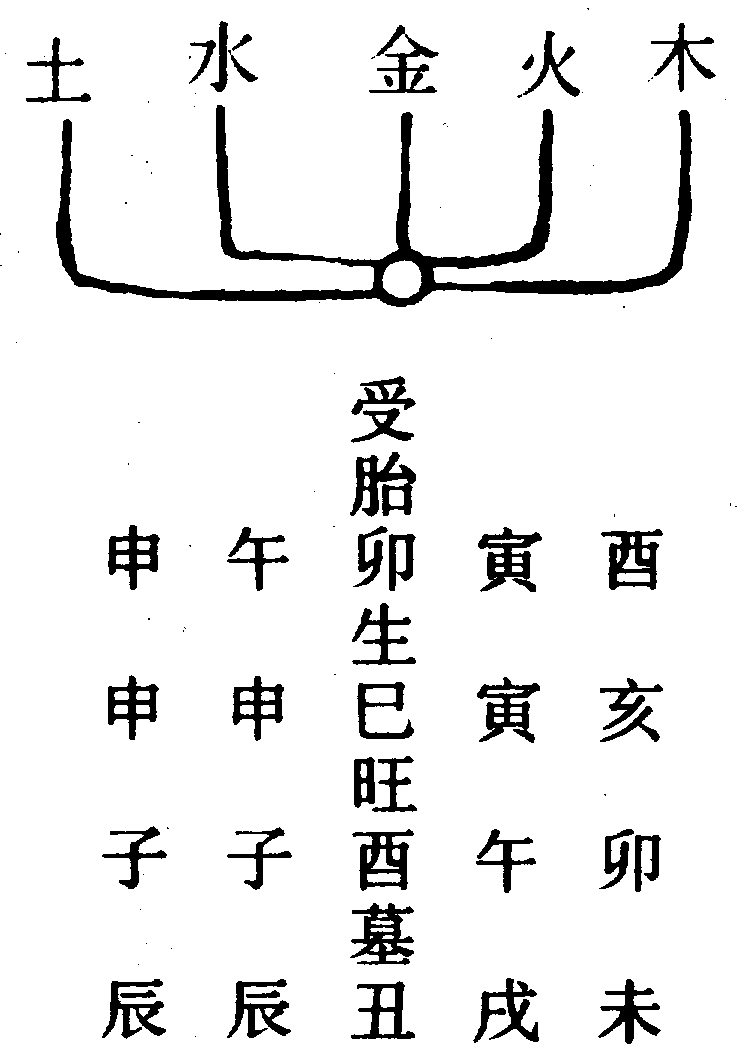 土 水 金 火 木
受
胎
申 午 卯 寅 酉
生
申 申 巳 寅 亥
旺
子 子 酉 午 卯
墓
辰 辰 丑 戌 未